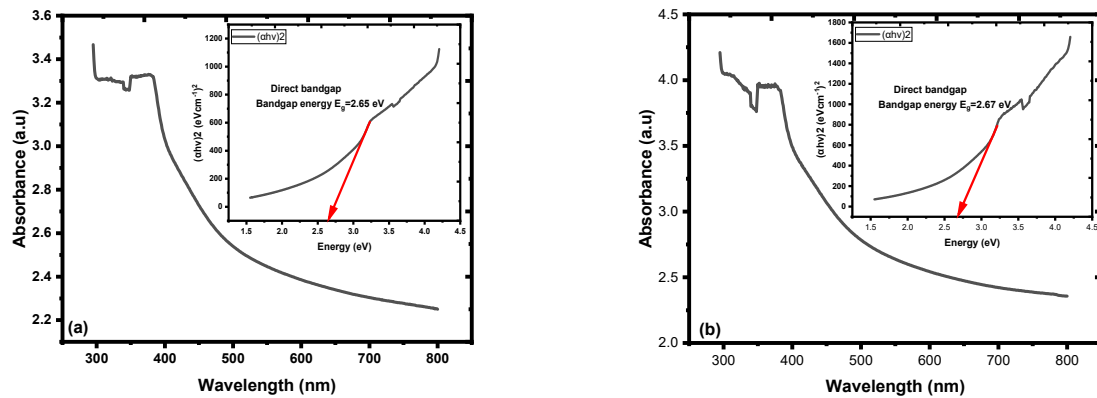 3.6
3.4
3.2
3.0
2.8
2.6
2.4
2.2
Absorbance (a.u)
300 400 500 600 700 800
Wavelength (nm)
(a)
(αhv)2
1200
1000
800
600
400
200
0
(αhv)2 (eVcm⁻¹)²
Direct bandgap
Bandgap energy Eg=2.65 eV
1.5 2.0 2.5 3.0 3.5 4.0 4.5
Energy (eV)
4.5
4.0
3.5
3.0
2.5
2.0
Absorbance (a.u)
300 400 500 600 700 800
Wavelength (nm)
(b)
(αhv)2
1800
1600
1400
1200
1000
800
600
400
200
0
(αhv)2 (eVcm⁻¹)²
Direct bandgap
Bandgap energy Eg=2.67 eV
1.5 2.0 2.5 3.0 3.5 4.0 4.5
Energy (eV)